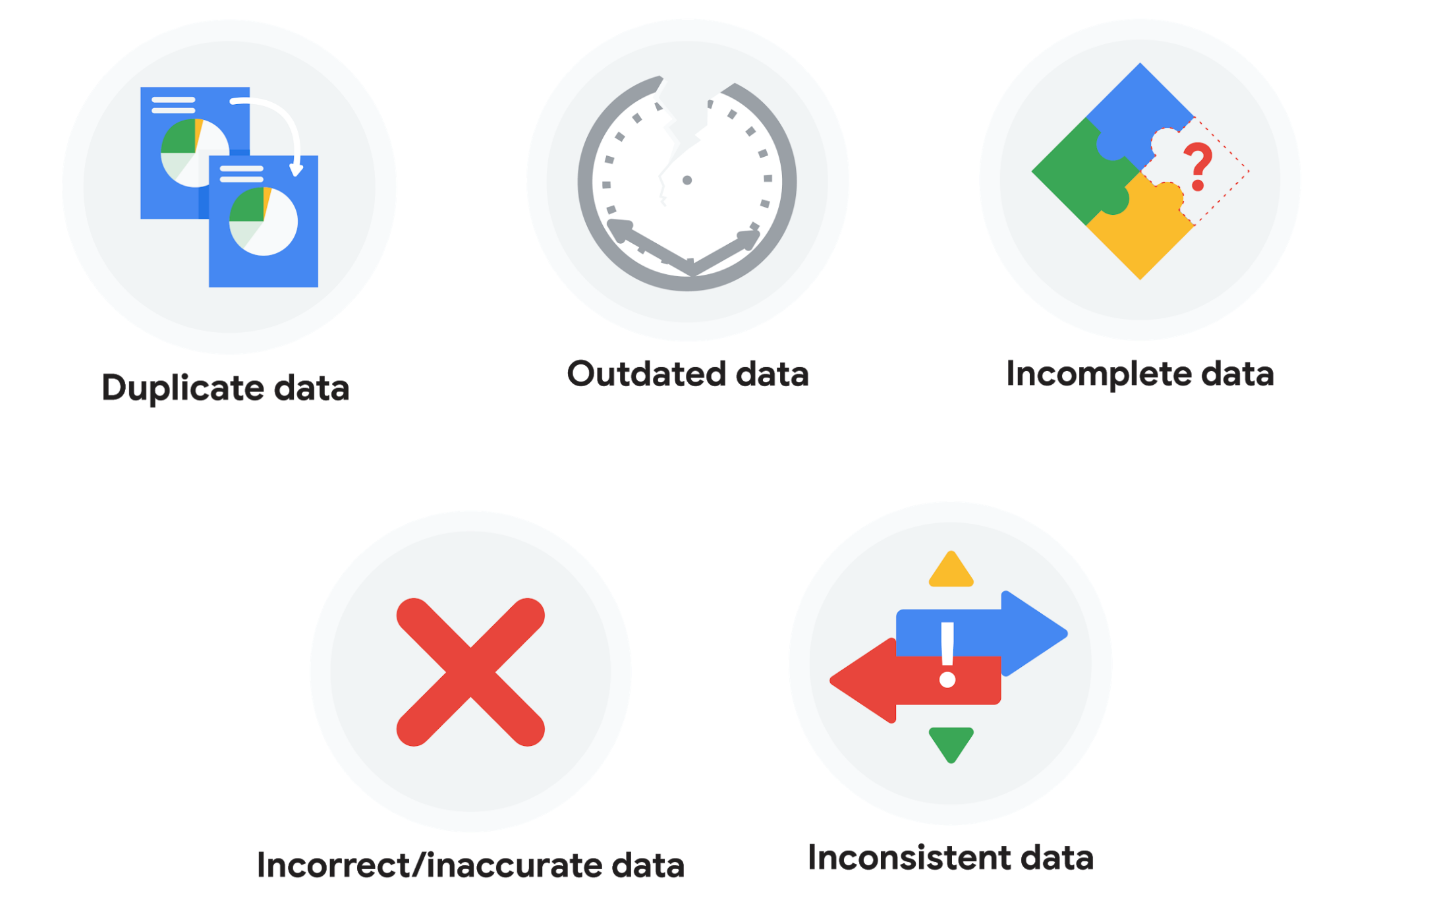 Duplicate data
Outdated data
Incomplete data
?
!
Incorrect/inaccurate data
Inconsistent data